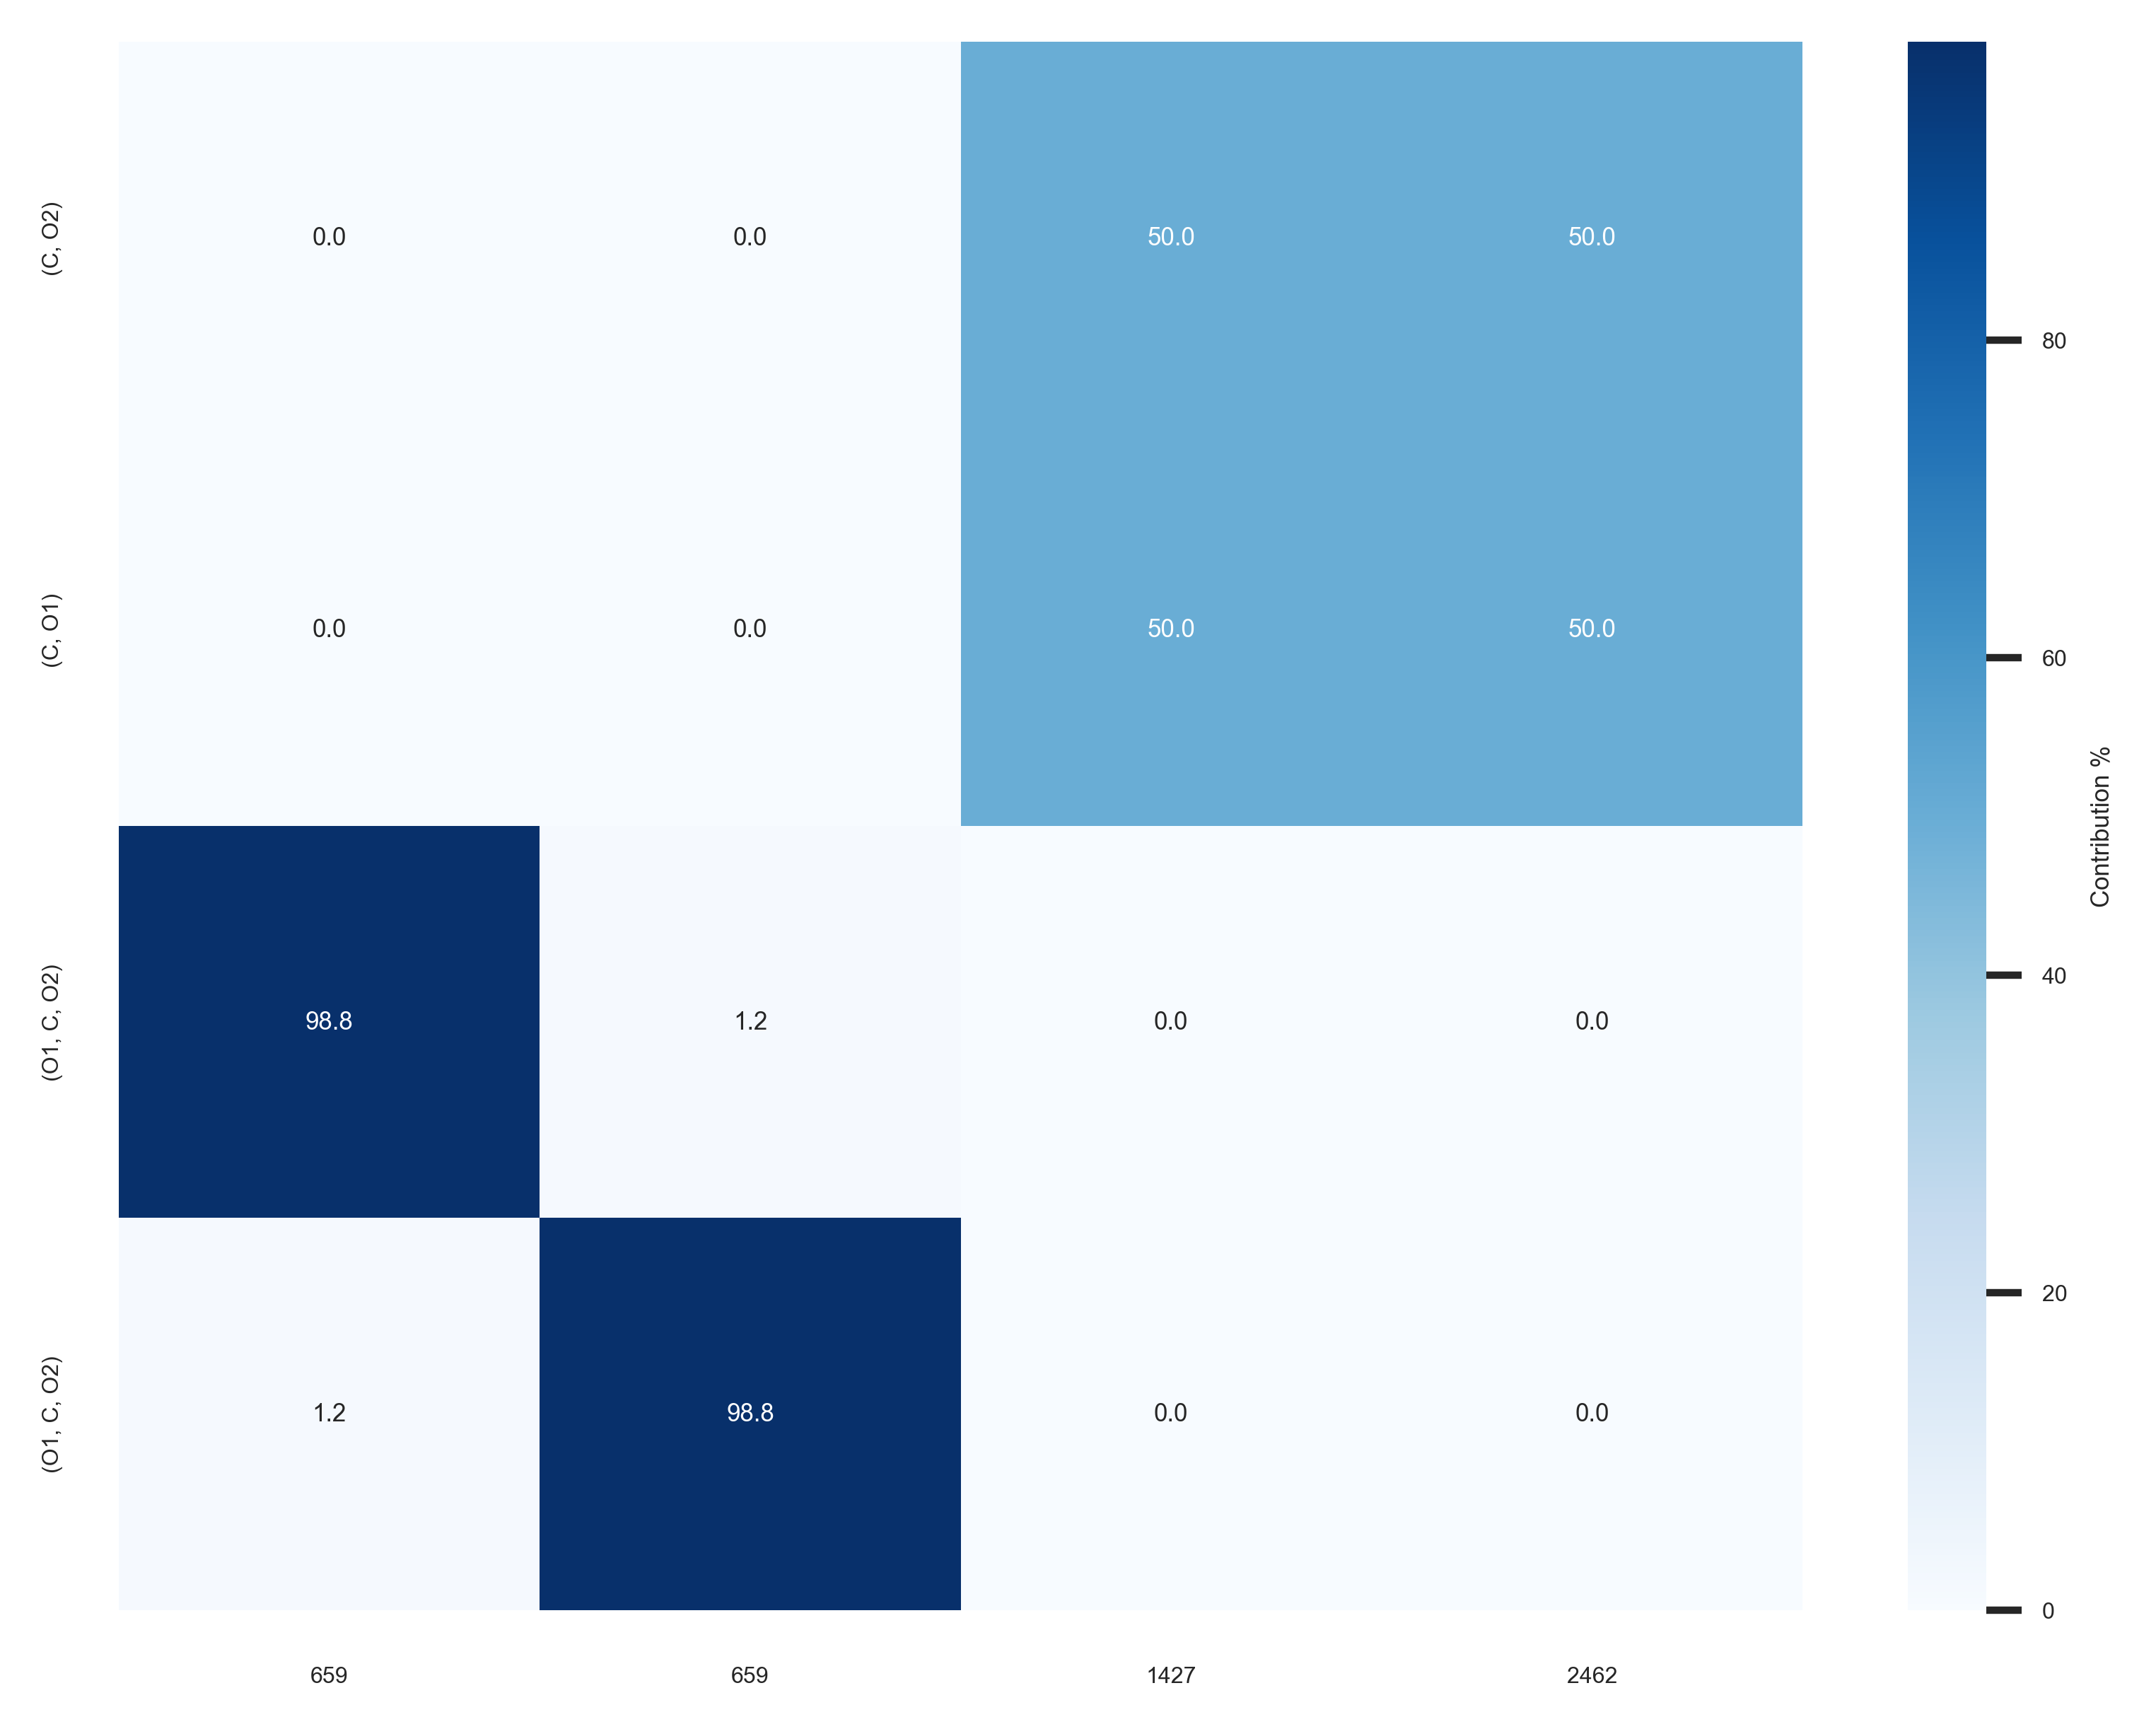 (C, O2) 0.0 0.0 50.0 50.0
(C, O1) 0.0 0.0 50.0 50.0
(O1, C, O2) 98.8 1.2 0.0 0.0
(O1, C, O2) 1.2 98.8 0.0 0.0
659 659 1427 2462
80
60
40
20
0
Contribution %